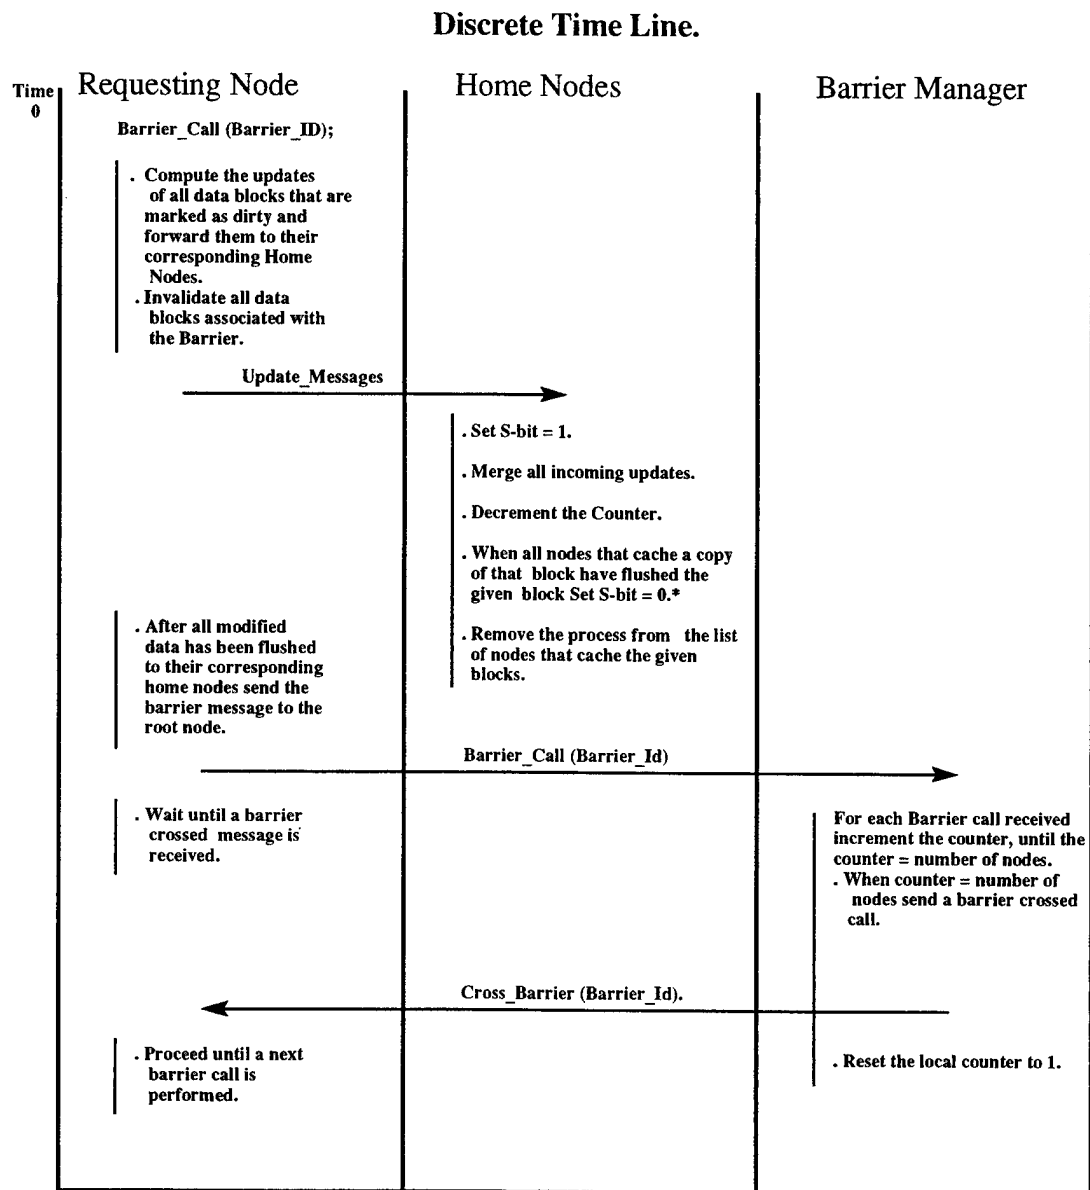 Discrete Time Line.
Time
0
Requesting Node
Home Nodes
Barrier Manager
Barrier_Call (Barrier_ID);
. Compute the updates
of all data blocks that are
marked as dirty and
forward them to their
corresponding Home
Nodes.
. Invalidate all data
blocks associated with
the Barrier.
Update_Messages
. Set S-bit = 1.
. Merge all incoming updates.
. Decrement the Counter.
. When all nodes that cache a copy
of that block have flushed the
given block Set S-bit = 0.*
. Remove the process from the list
of nodes that cache the given
blocks.
. After all modified
data has been flushed
to their corresponding
home nodes send the
barrier message to the
root node.
Barrier_Call (Barrier_Id)
. Wait until a barrier
crossed message is
received.
For each Barrier call received
increment the counter, until the
counter = number of nodes.
. When counter = number of
nodes send a barrier crossed
call.
Cross_Barrier (Barrier_Id).
. Proceed until a next
barrier call is
performed.
. Reset the local counter to 1.